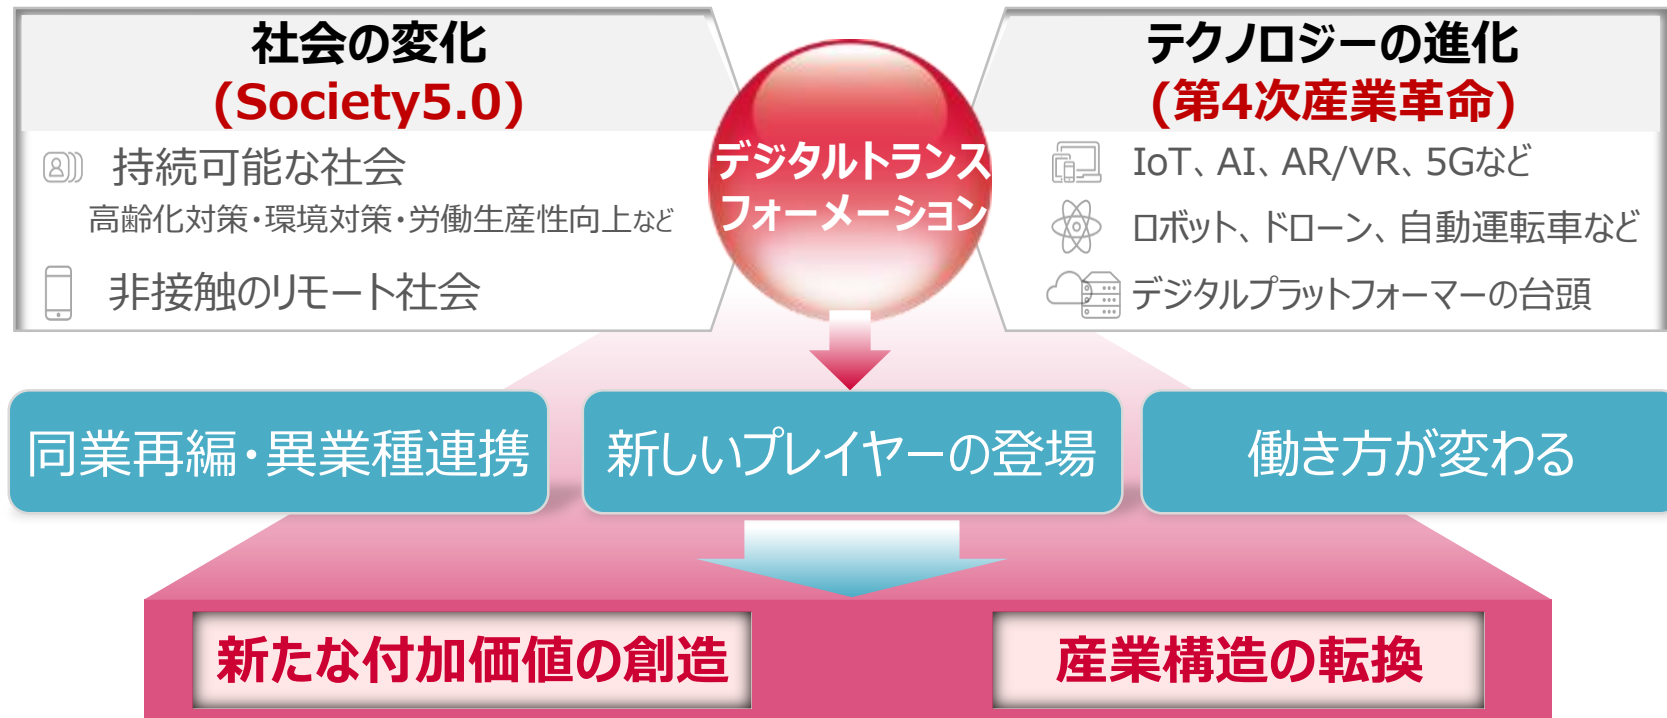 社会の変化
(Society5.0)
持続可能な社会
高齢化対策・環境対策・労働生産性向上など
非接触のリモート社会
デジタルトランス
フォーメーション
テクノロジーの進化
(第4次産業革命)
IoT、AI、AR/VR、5Gなど
ロボット、ドローン、自動運転車など
デジタルプラットフォーマーの台頭
同業再編・異業種連携
新しいプレイヤーの登場
働き方が変わる
新たな付加価値の創造
産業構造の転換